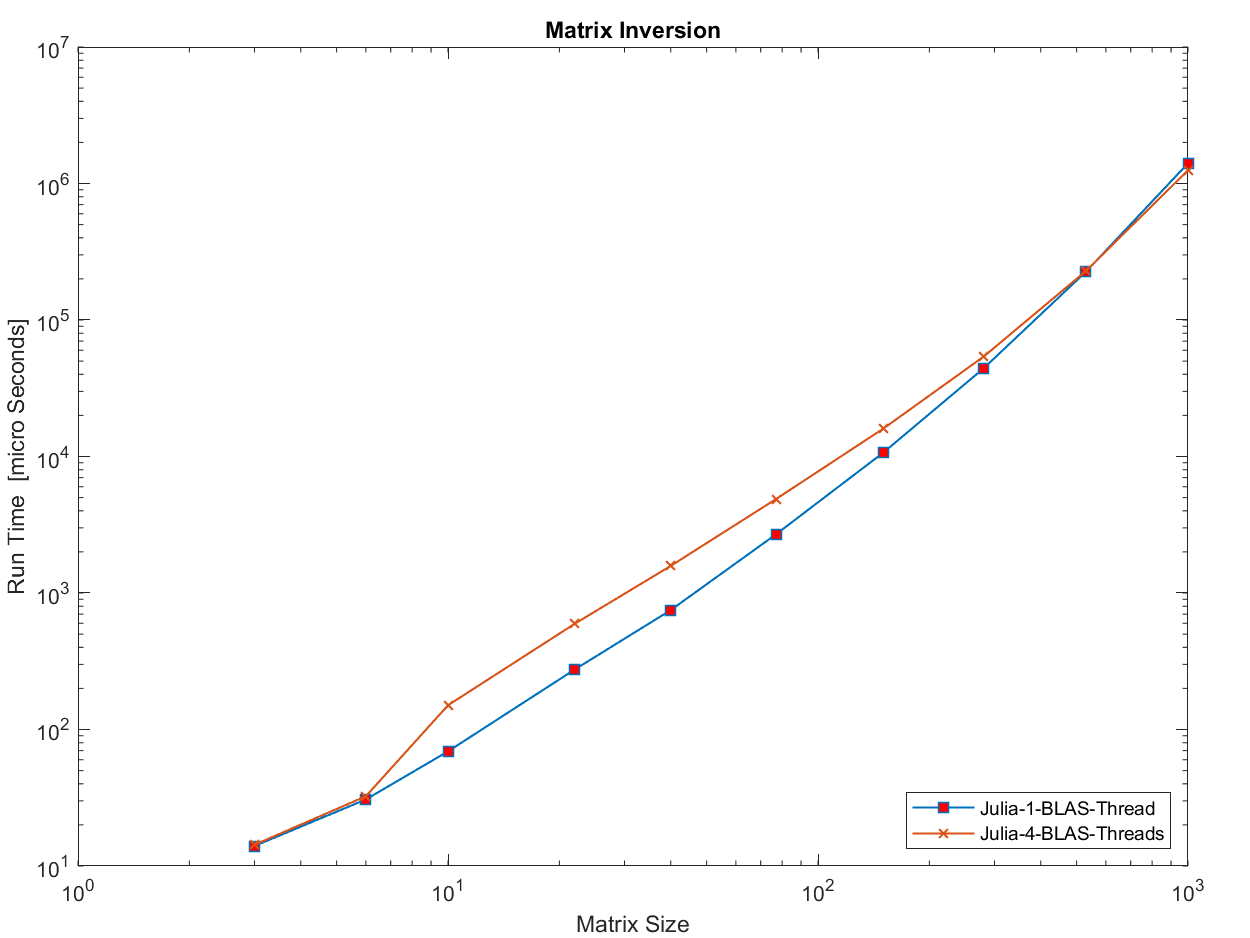 Matrix Inversion
10^7
10^6
10^5
10^4
10^3
10^2
10^1
Run Time [micro Seconds]
10^0
10^1
10^2
10^3
Matrix Size
Julia-1-BLAS-Thread
Julia-4-BLAS-Threads